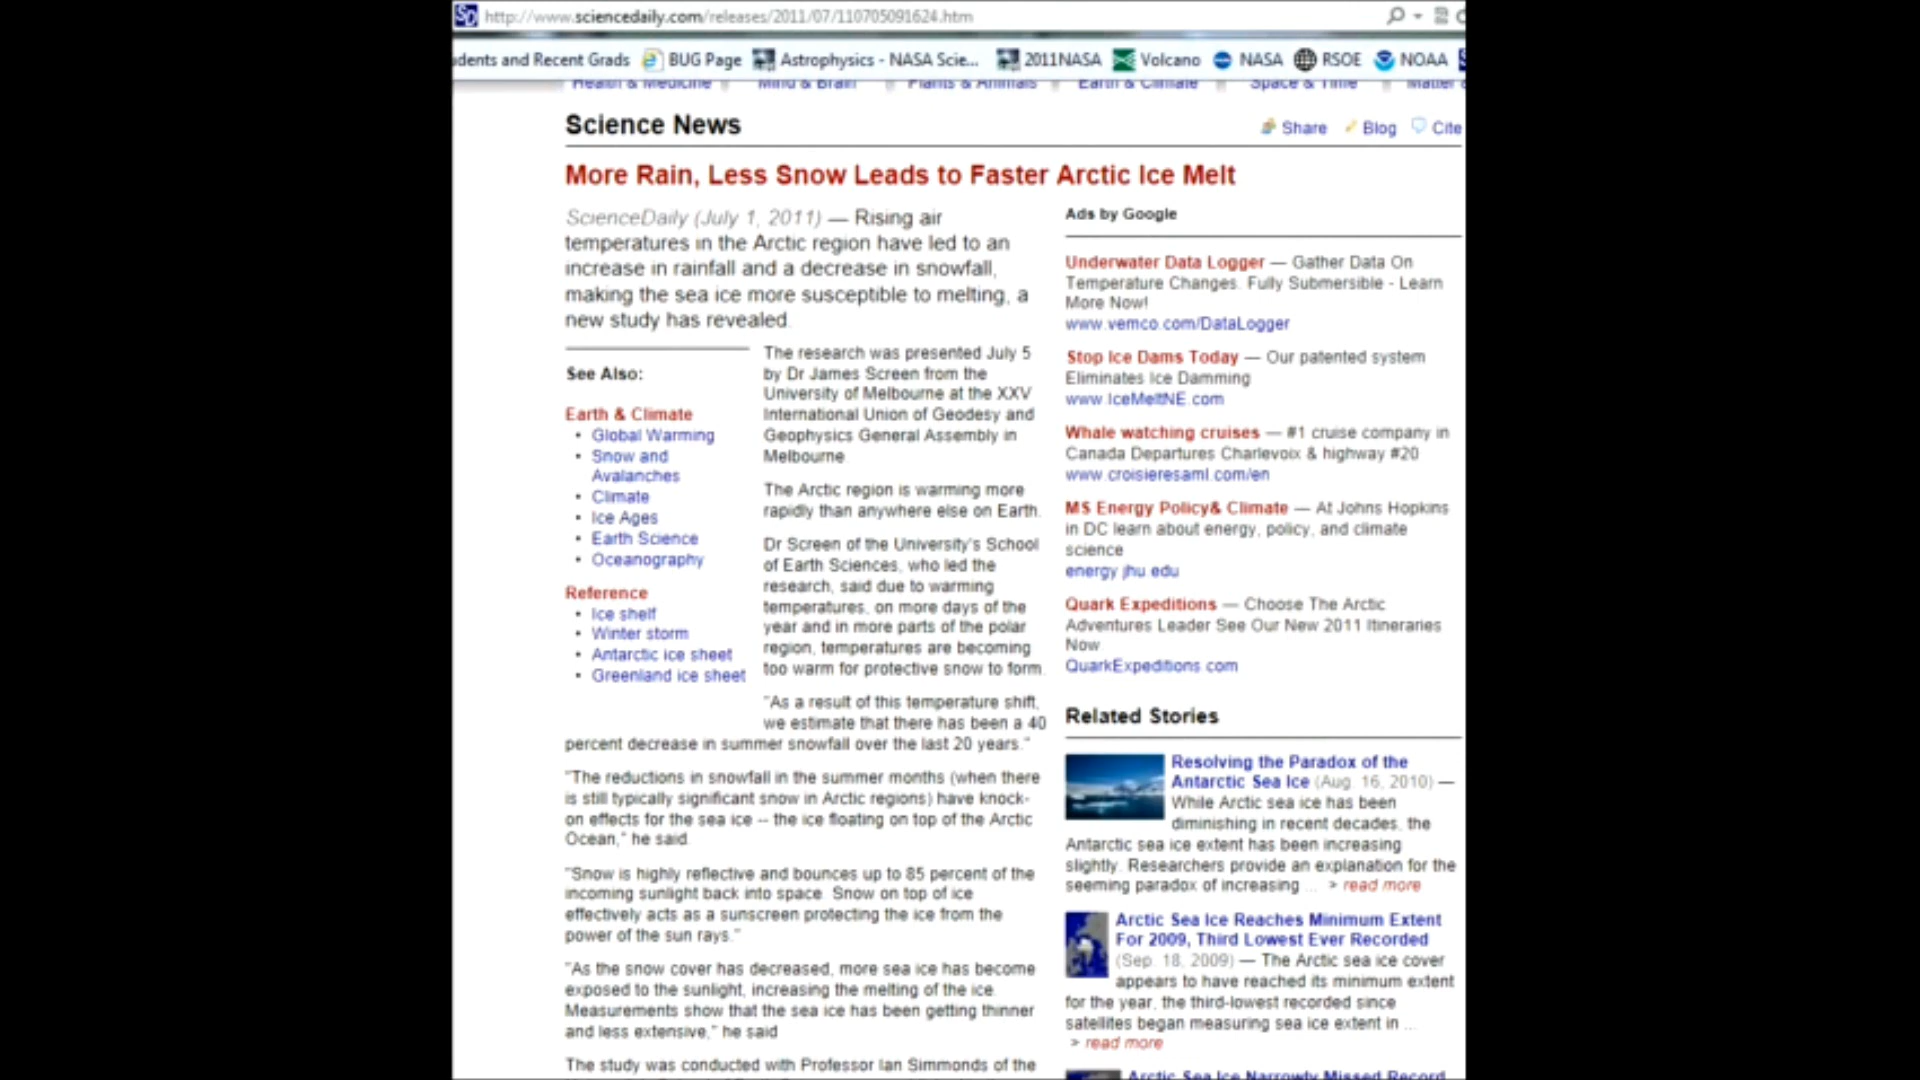 http://www.sciencedaily.com/releases/2011/07/110705091624.htm
udents and Recent Grads BUG Page Astrophysics - NASA Scie... 2011NASA Volcano NASA RSOE NOAA
Health & Medicine Mind & Brain Plants & Animals Earth & Climate Space & Time Matter
Science News
Share Blog Cite
More Rain, Less Snow Leads to Faster Arctic Ice Melt
ScienceDaily (July 1, 2011) — Rising air
temperatures in the Arctic region have led to an
increase in rainfall and a decrease in snowfall,
making the sea ice more susceptible to melting, a
new study has revealed.
See Also:
Earth & Climate
• Global Warming
• Snow and
Avalanches
• Climate
• Ice Ages
• Earth Science
• Oceanography
Reference
• Ice shelf
• Winter storm
• Antarctic ice sheet
• Greenland ice sheet
The research was presented July 5
by Dr James Screen from the
University of Melbourne at the XXV
International Union of Geodesy and
Geophysics General Assembly in
Melbourne.
The Arctic region is warming more
rapidly than anywhere else on Earth.
Dr Screen of the University's School
of Earth Sciences, who led the
research, said due to warming
temperatures, on more days of the
year and in more parts of the polar
region, temperatures are becoming
too warm for protective snow to form.
"As a result of this temperature shift,
we estimate that there has been a 40
percent decrease in summer snowfall over the last 20 years."
"The reductions in snowfall in the summer months (when there
is still typically significant snow in Arctic regions) have knock-
on effects for the sea ice -- the ice floating on top of the Arctic
Ocean," he said.
"Snow is highly reflective and bounces up to 85 percent of the
incoming sunlight back into space. Snow on top of ice
effectively acts as a sunscreen protecting the ice from the
power of the sun rays."
"As the snow cover has decreased, more sea ice has become
exposed to the sunlight, increasing the melting of the ice.
Measurements show that the sea ice has been getting thinner
and less extensive," he said.
The study was conducted with Professor Ian Simmonds of the
Ads by Google
Underwater Data Logger — Gather Data On
Temperature Changes. Fully Submersible - Learn
More Now!
www.vemco.com/DataLogger
Stop Ice Dams Today — Our patented system
Eliminates Ice Damming
www.IceMeltNE.com
Whale watching cruises — #1 cruise company in
Canada Departures Charlevoix & highway #20
www.croisieresaml.com/en
MS Energy Policy& Climate — At Johns Hopkins
in DC learn about energy, policy, and climate
science
energy.jhu.edu
Quark Expeditions — Choose The Arctic
Adventures Leader See Our New 2011 Itineraries
Now
QuarkExpeditions.com
Related Stories
Resolving the Paradox of the
Antarctic Sea Ice (Aug. 16, 2010) —
While Arctic sea ice has been
diminishing in recent decades, the
Antarctic sea ice extent has been increasing
slightly. Researchers provide an explanation for the
seeming paradox of increasing ... > read more
Arctic Sea Ice Reaches Minimum Extent
For 2009, Third Lowest Ever Recorded
(Sep. 18, 2009) — The Arctic sea ice cover
appears to have reached its minimum extent
for the year, the third-lowest recorded since
satellites began measuring sea ice extent in ...
> read more
Arctic Sea Ice Narrowly Missed Record